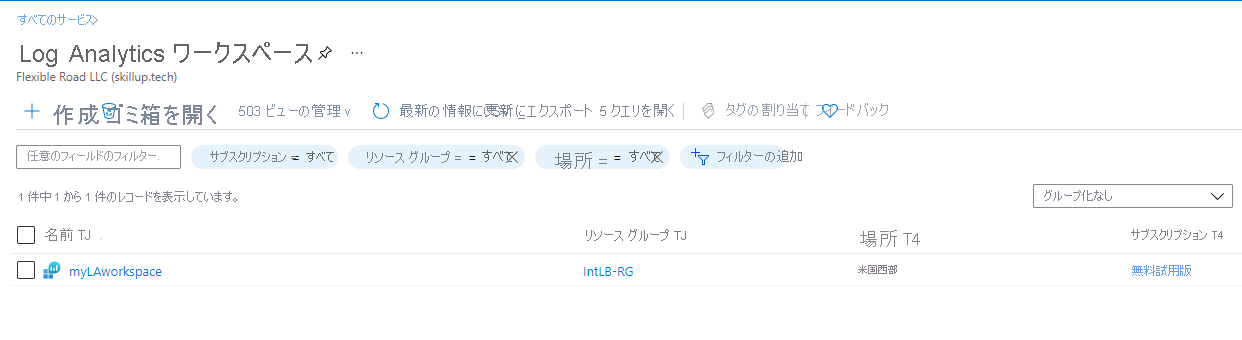 すべてのサービス>
Log Analytics ワークスペース ...
Flexible Road LLC (skillup.tech)
+ 作成 ゴミ箱を開く 503 ビューの管理 ∨ 最新の情報に更新 にエクスポート 5 クエリを開く | タグの割り当て フィードバック
任意のフィールドのフィルター. サブスクリプション = すべて リソース グループ = = すべて 場所 = = すべて フィルターの追加
1 件中 1 から 1 件のレコードを表示しています。 グループ化なし
名前 TJ . リソース グループ TJ 場所 T4 サブスクリプション T4
myLAworkspace IntLB-RG 米国西部 無料試用版